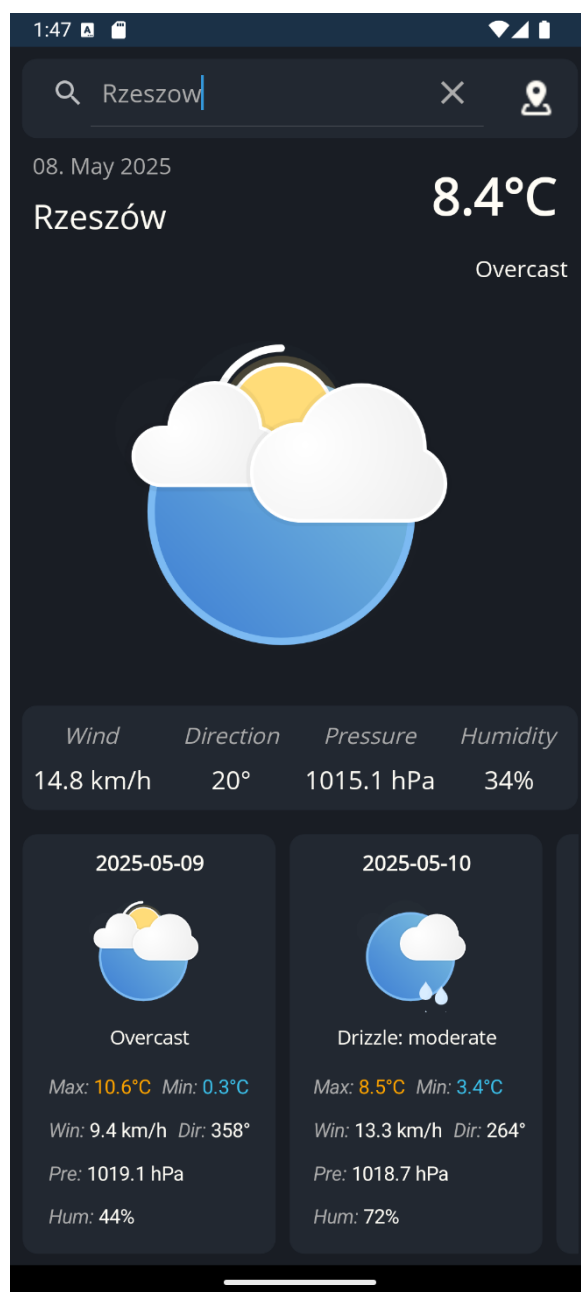 1:47
Rzeszow
08. May 2025
8.4°C
Rzeszów
Overcast
Wind Direction Pressure Humidity
14.8 km/h 20° 1015.1 hPa 34%
2025-05-09
Overcast
Max: 10.6°C Min: 0.3°C
Win: 9.4 km/h Dir: 358°
Pre: 1019.1 hPa
Hum: 44%
2025-05-10
Drizzle: moderate
Max: 8.5°C Min: 3.4°C
Win: 13.3 km/h Dir: 264°
Pre: 1018.7 hPa
Hum: 72%